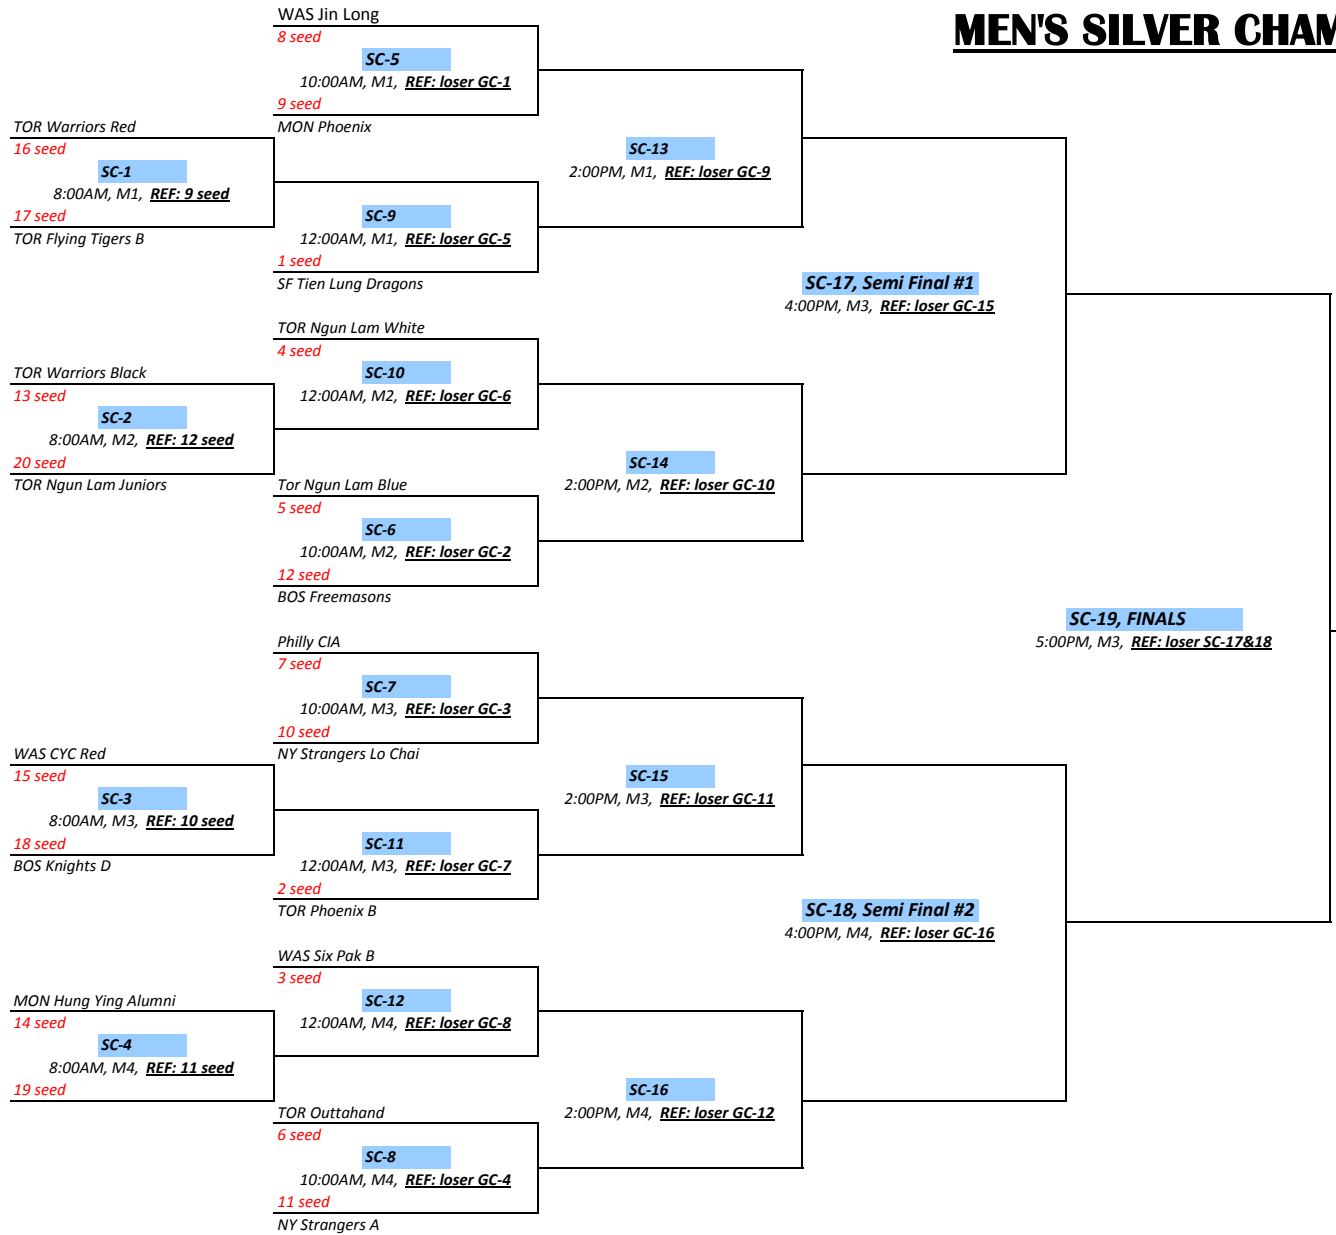 WAS Jin Long
MEN'S SILVER CHAM
8 seed
SC-5
10:00AM, M1, REF: loser GC-1
9 seed
MON Phoenix
TOR Warriors Red
16 seed
SC-1
8:00AM, M1, REF: 9 seed
17 seed
TOR Flying Tigers B
SC-13
2:00PM, M1, REF: loser GC-9
SC-9
12:00AM, M1, REF: loser GC-5
1 seed
SF Tien Lung Dragons
SC-17, Semi Final #1
4:00PM, M3, REF: loser GC-15
TOR Ngun Lam White
4 seed
SC-10
12:00AM, M2, REF: loser GC-6
TOR Warriors Black
13 seed
SC-2
8:00AM, M2, REF: 12 seed
20 seed
TOR Ngun Lam Juniors
SC-14
2:00PM, M2, REF: loser GC-10
Tor Ngun Lam Blue
5 seed
SC-6
10:00AM, M2, REF: loser GC-2
12 seed
BOS Freemasons
SC-19, FINALS
5:00PM, M3, REF: loser SC-17&18
Philly CIA
7 seed
SC-7
10:00AM, M3, REF: loser GC-3
10 seed
NY Strangers Lo Chai
WAS CYC Red
15 seed
SC-3
8:00AM, M3, REF: 10 seed
18 seed
BOS Knights D
SC-15
2:00PM, M3, REF: loser GC-11
SC-11
12:00AM, M3, REF: loser GC-7
2 seed
TOR Phoenix B
SC-18, Semi Final #2
4:00PM, M4, REF: loser GC-16
WAS Six Pak B
3 seed
SC-12
12:00AM, M4, REF: loser GC-8
MON Hung Ying Alumni
14 seed
SC-4
8:00AM, M4, REF: 11 seed
19 seed
SC-16
2:00PM, M4, REF: loser GC-12
TOR Outtahand
6 seed
SC-8
10:00AM, M4, REF: loser GC-4
11 seed
NY Strangers A